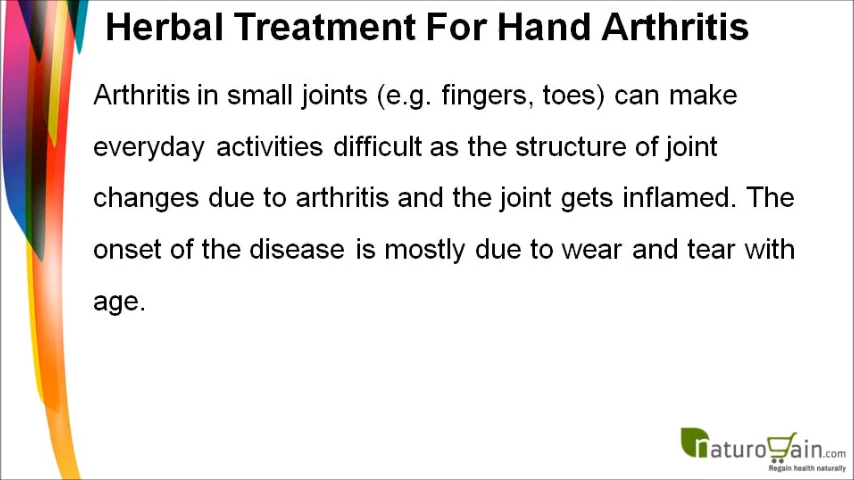 Herbal Treatment For Hand Arthritis
Arthritis in small joints (e.g. fingers, toes) can make
everyday activities difficult as the structure of joint
changes due to arthritis and the joint gets inflamed. The
onset of the disease is mostly due to wear and tear with
age.
naturogain.com
Regain health naturally